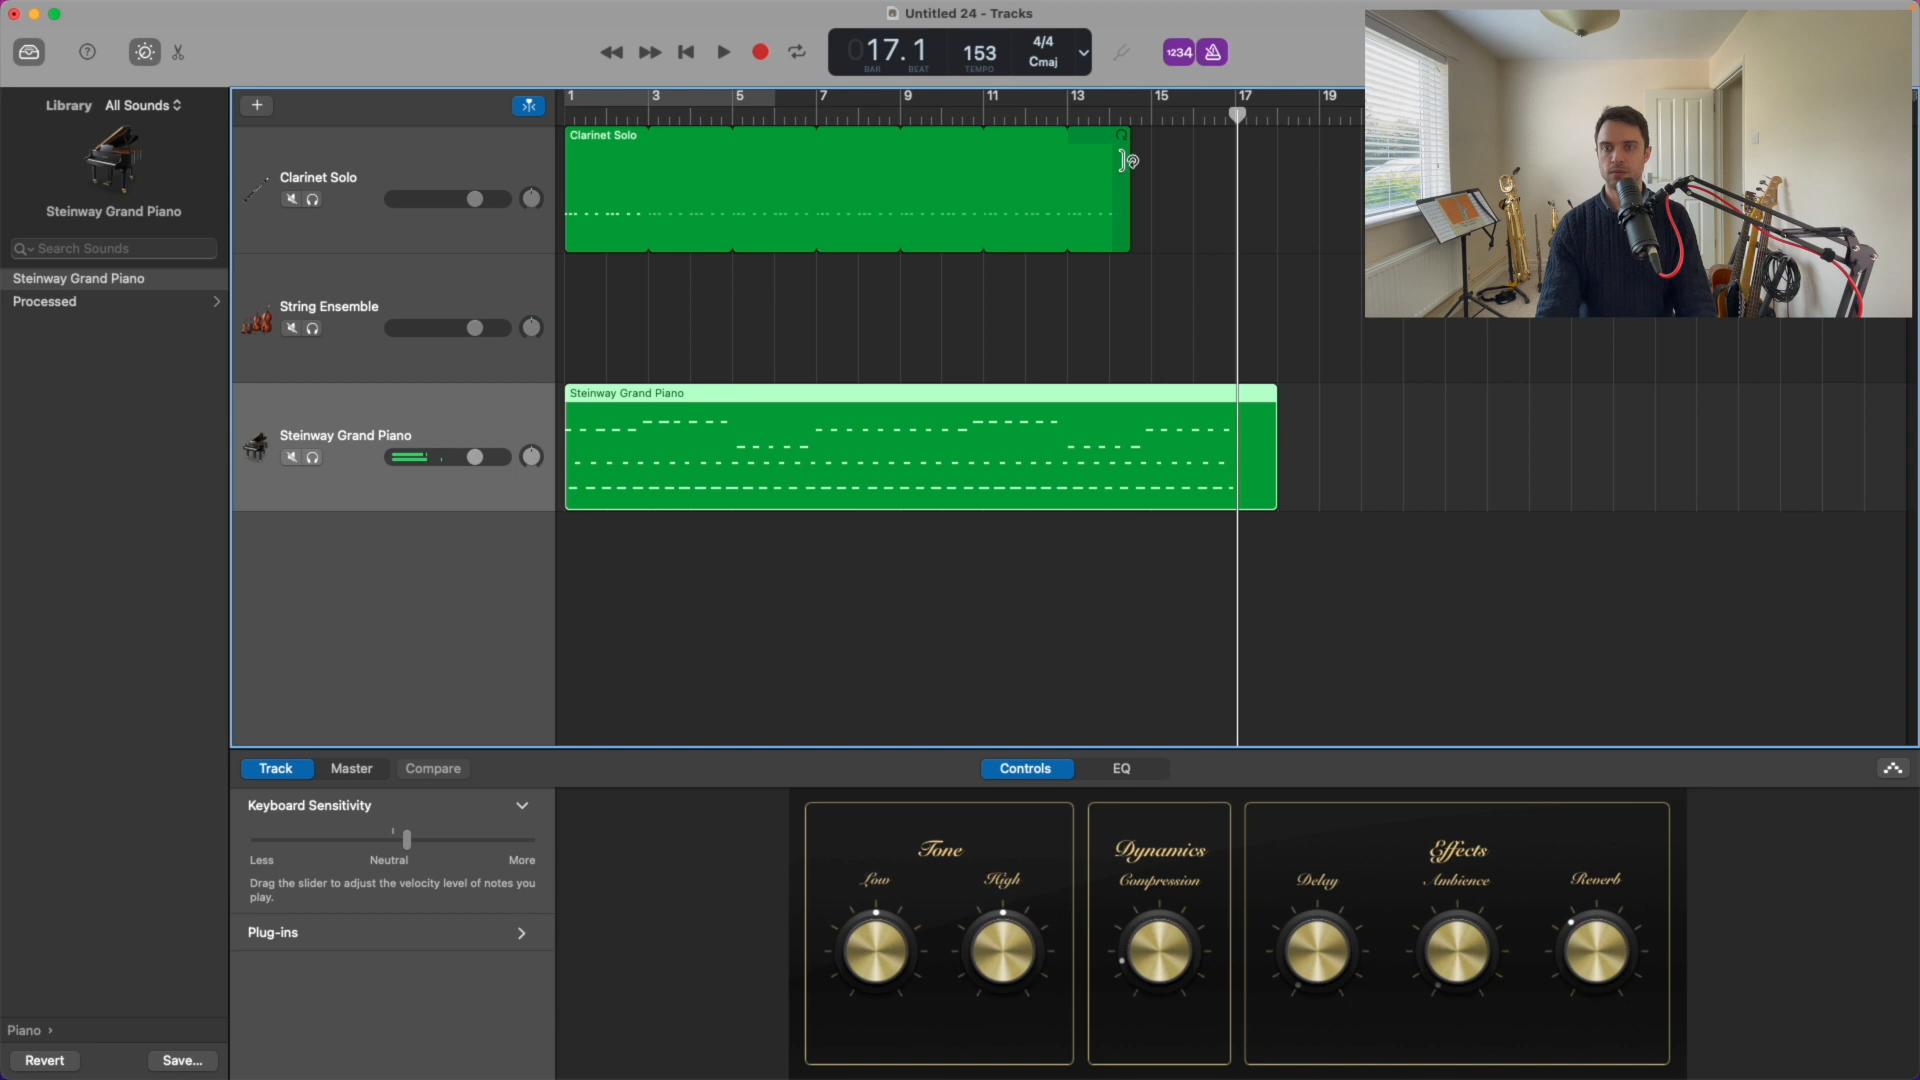 Untitled 24 - Tracks
017.1
BAR BEAT
153
TEMPO
4/4
Cmaj
1234
Library All Sounds
Steinway Grand Piano
Search Sounds
Steinway Grand Piano
Processed
Piano
Revert
Save...
1 3 5 7 9 11 13 15 17 19
Clarinet Solo
String Ensemble
Steinway Grand Piano
Clarinet Solo
Steinway Grand Piano
Track Master Compare
Controls EQ
Keyboard Sensitivity
Less Neutral More
Drag the slider to adjust the velocity level of notes you
play.
Plug-ins
Tone
Low High
Dynamics
Compression
Effects
Delay Ambience Reverb